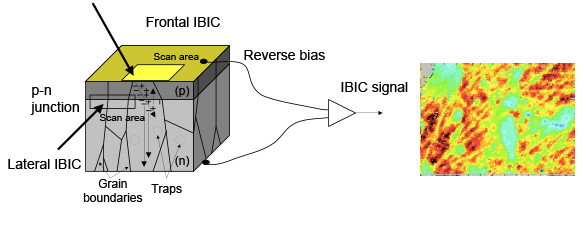 Frontal IBIC
Scan area
Reverse bias
p-n
junction
(p)
IBIC signal
Scan area
Lateral IBIC
(n)
Grain
boundaries
Traps